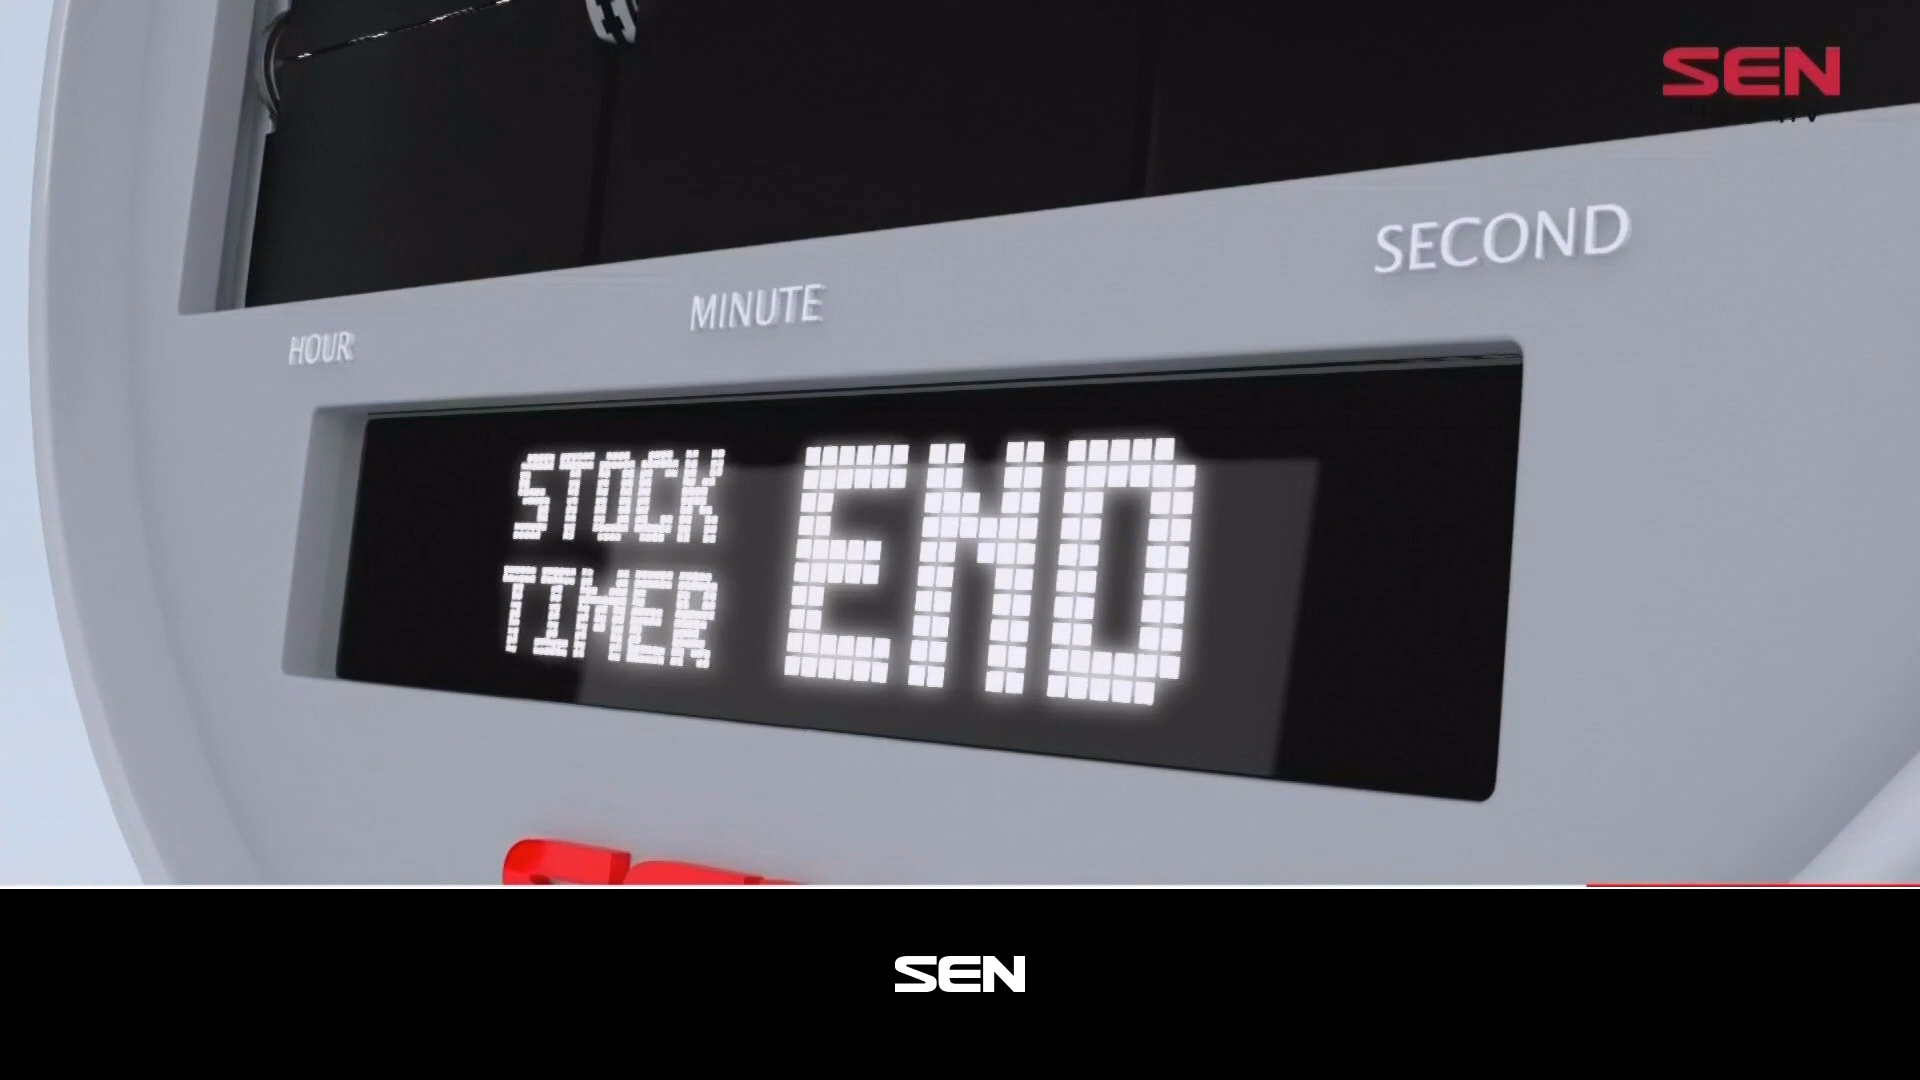 SEN
SECOND
MINUTE
HOUR
STOCK
TIMER
END
SEN